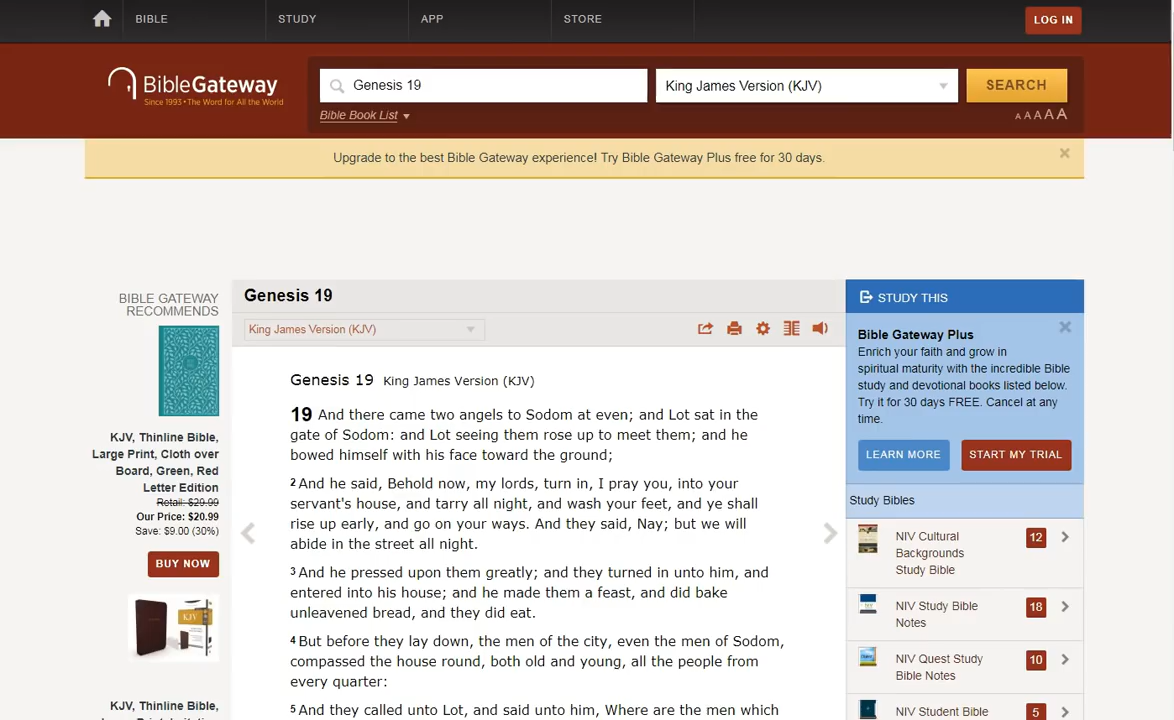 BIBLE
STUDY
APP
STORE
LOG IN
BibleGateway
Since 1993 • The Word for All the World
Genesis 19
King James Version (KJV)
SEARCH
Bible Book List
A A A A A
Upgrade to the best Bible Gateway experience! Try Bible Gateway Plus free for 30 days.
BIBLE GATEWAY
RECOMMENDS
KJV, Thinline Bible,
Large Print, Cloth over
Board, Green, Red
Letter Edition
Retail: $29.99
Our Price: $20.99
Save: $9.00 (30%)
BUY NOW
KJV
KJV, Thinline Bible,
Genesis 19
King James Version (KJV)
Genesis 19 King James Version (KJV)
19 And there came two angels to Sodom at even; and Lot sat in the
gate of Sodom: and Lot seeing them rose up to meet them; and he
bowed himself with his face toward the ground;
2 And he said, Behold now, my lords, turn in, I pray you, into your
servant's house, and tarry all night, and wash your feet, and ye shall
rise up early, and go on your ways. And they said, Nay; but we will
abide in the street all night.
3 And he pressed upon them greatly; and they turned in unto him, and
entered into his house; and he made them a feast, and did bake
unleavened bread, and they did eat.
4 But before they lay down, the men of the city, even the men of Sodom,
compassed the house round, both old and young, all the people from
every quarter:
5 And they called unto Lot, and said unto him, Where are the men which
STUDY THIS
Bible Gateway Plus
Enrich your faith and grow in
spiritual maturity with the incredible Bible
study and devotional books listed below.
Try it for 30 days FREE. Cancel at any
time.
LEARN MORE
START MY TRIAL
Study Bibles
NIV Cultural
Backgrounds
Study Bible
12
NIV Study Bible
Notes
18
NIV Quest Study
Bible Notes
10
NIV Student Bible
5